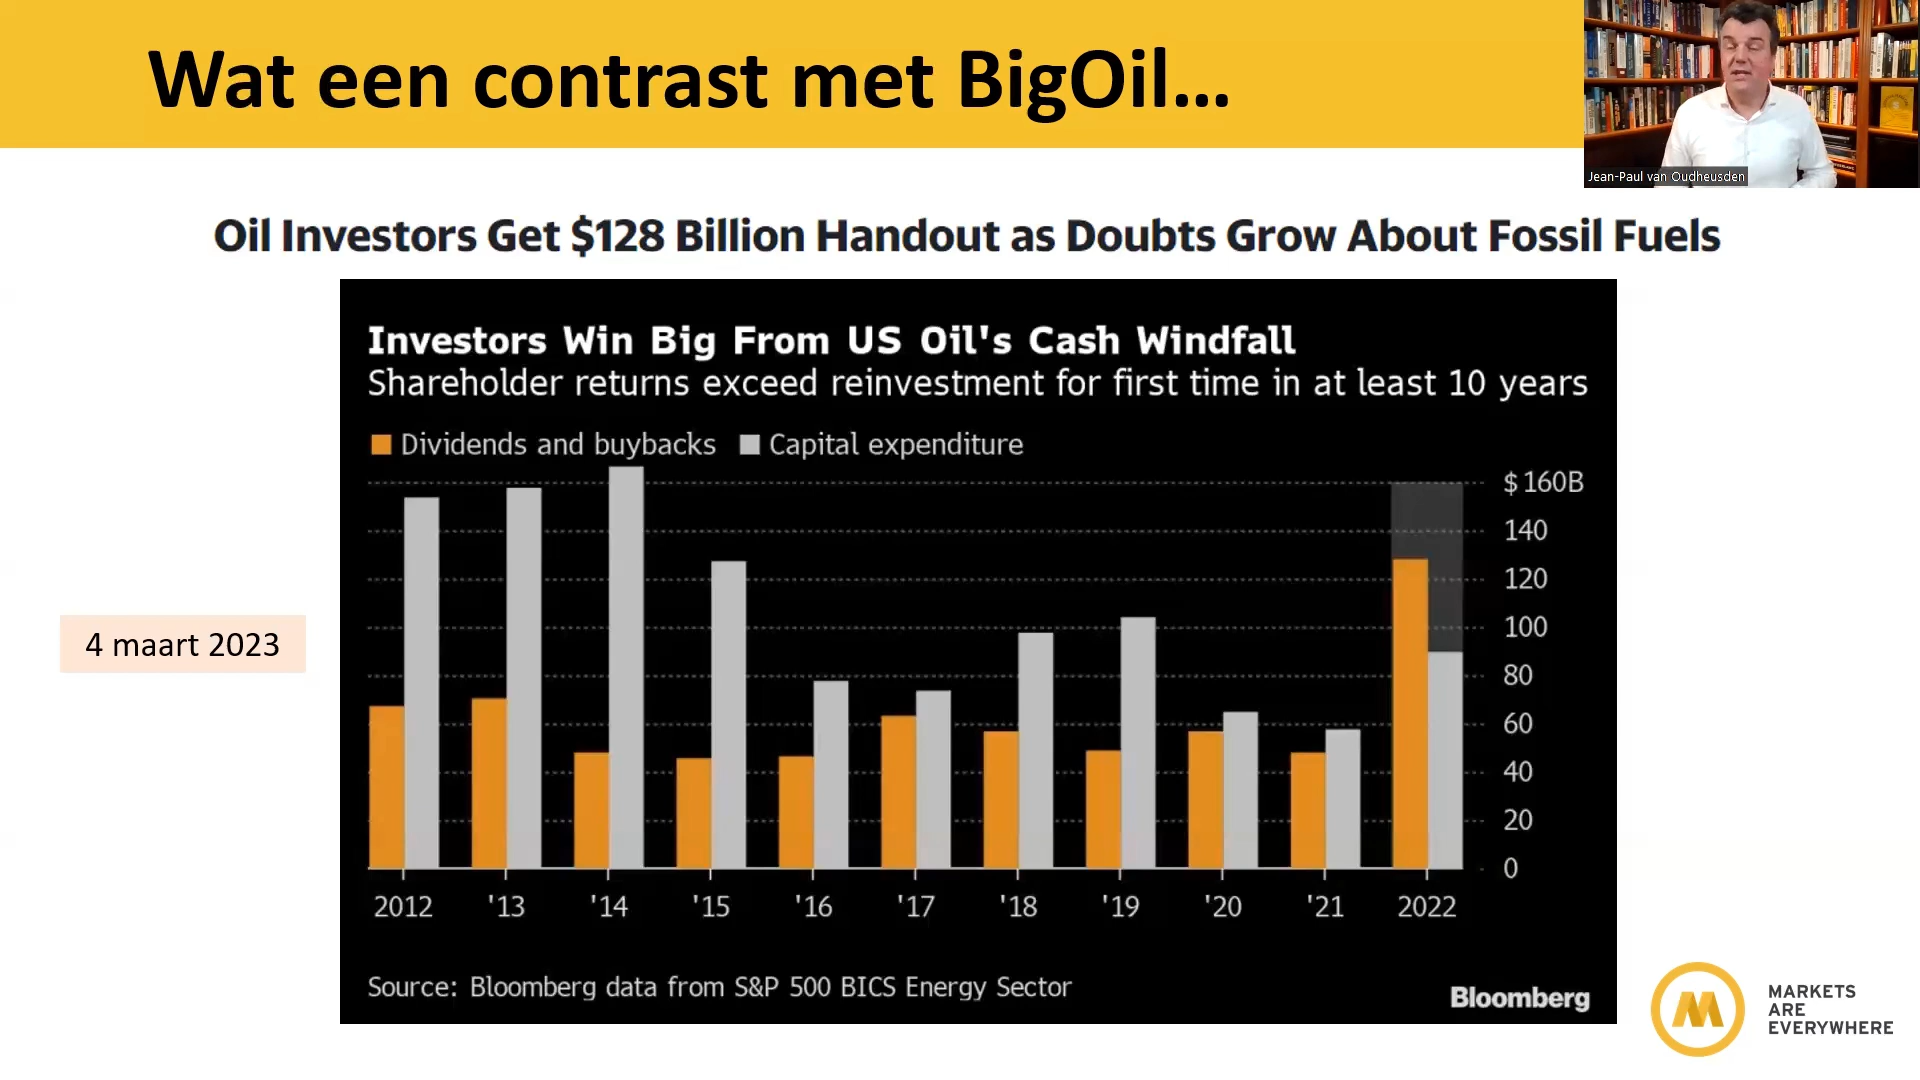 Wat een contrast met BigOil...
Jean-Paul van Oudheusden
Oil Investors Get $128 Billion Handout as Doubts Grow About Fossil Fuels
Investors Win Big From US Oil's Cash Windfall
Shareholder returns exceed reinvestment for first time in at least 10 years
Dividends and buybacks Capital expenditure
$160B
140
120
100
80
60
40
20
0
2012 '13 '14 '15 '16 '17 '18 '19 '20 '21 2022
4 maart 2023
Source: Bloomberg data from S&P 500 BICS Energy Sector
Bloomberg
MARKETS
ARE
EVERYWHERE